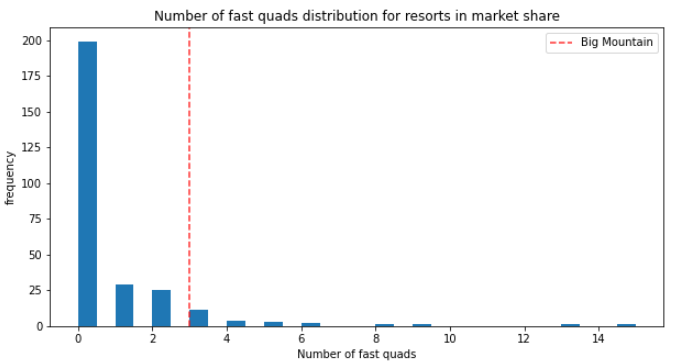 Number of fast quads distribution for resorts in market share
Big Mountain
200
175
150
125
100
75
50
25
0
frequency
0 2 4 6 8 10 12 14
Number of fast quads